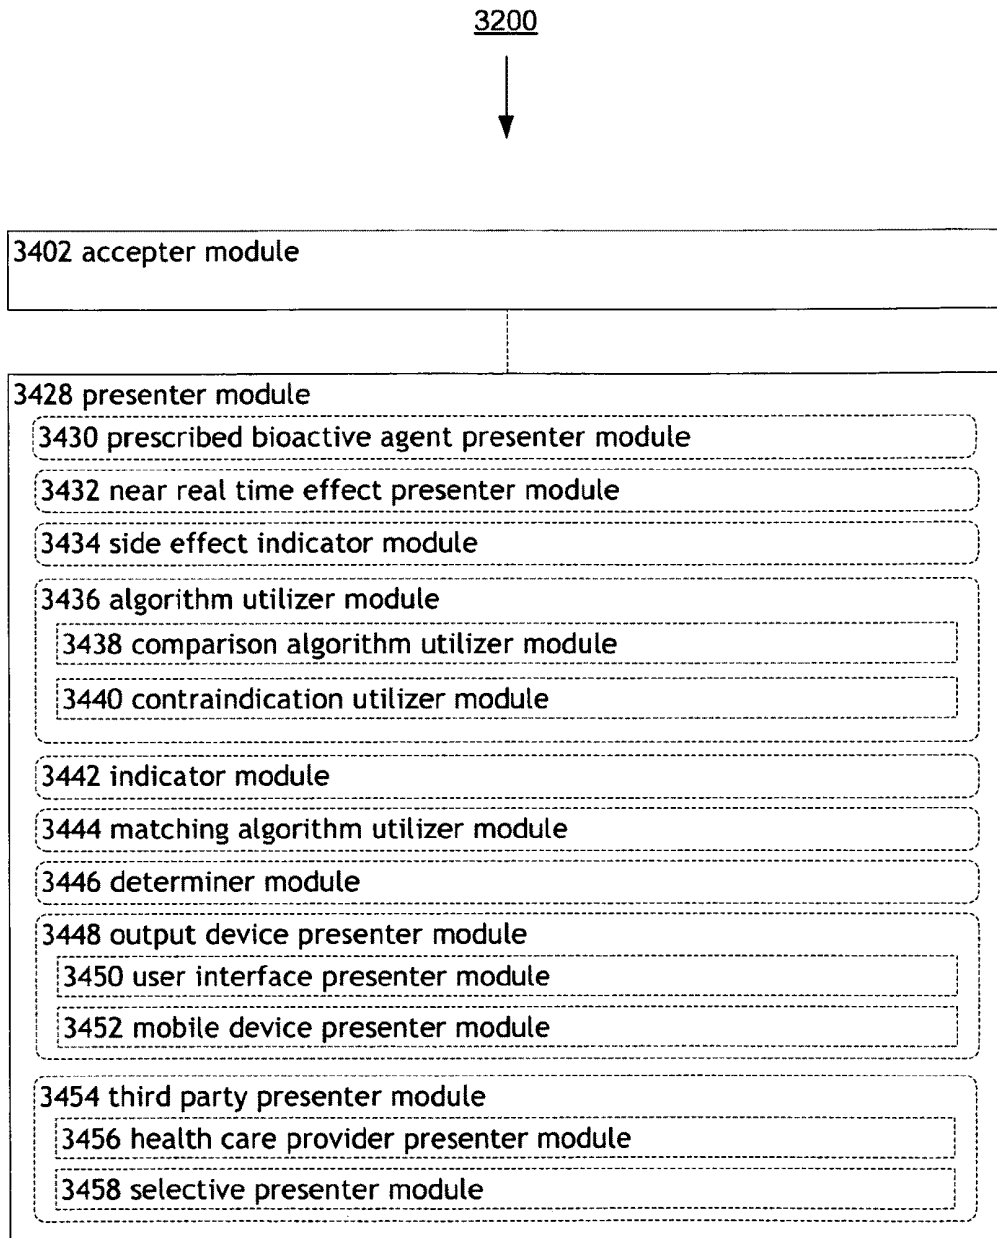 3200
3402 accepter module
3428 presenter module
3430 prescribed bioactive agent presenter module
3432 near real time effect presenter module
3434 side effect indicator module
3436 algorithm utilizer module
3438 comparison algorithm utilizer module
3440 contraindication utilizer module
3442 indicator module
3444 matching algorithm utilizer module
3446 determiner module
3448 output device presenter module
3450 user interface presenter module
3452 mobile device presenter module
3454 third party presenter module
3456 health care provider presenter module
3458 selective presenter module